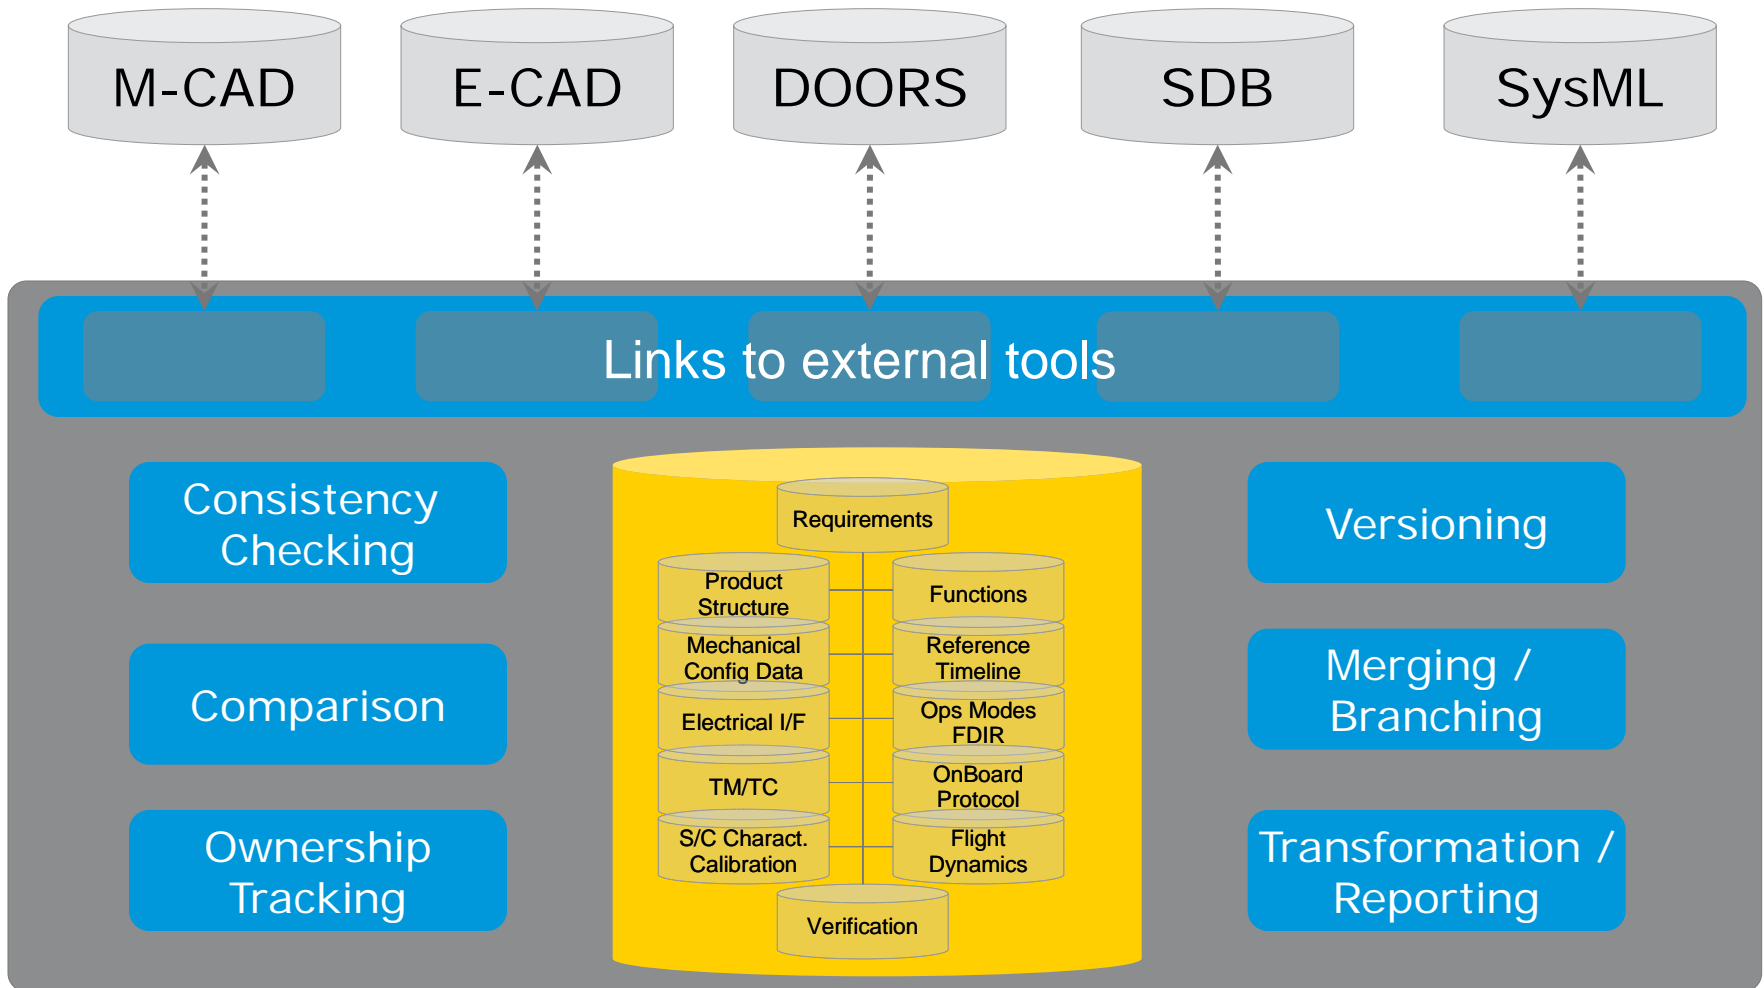 M-CAD
E-CAD
DOORS
SDB
SysML
Links to external tools
Consistency
Checking
Comparison
Ownership
Tracking
Requirements
Product
Structure
Functions
Mechanical
Config Data
Reference
Timeline
Electrical I/F
Ops Modes
FDIR
TM/TC
OnBoard
Protocol
S/C Charact.
Calibration
Flight
Dynamics
Verification
Versioning
Merging /
Branching
Transformation /
Reporting